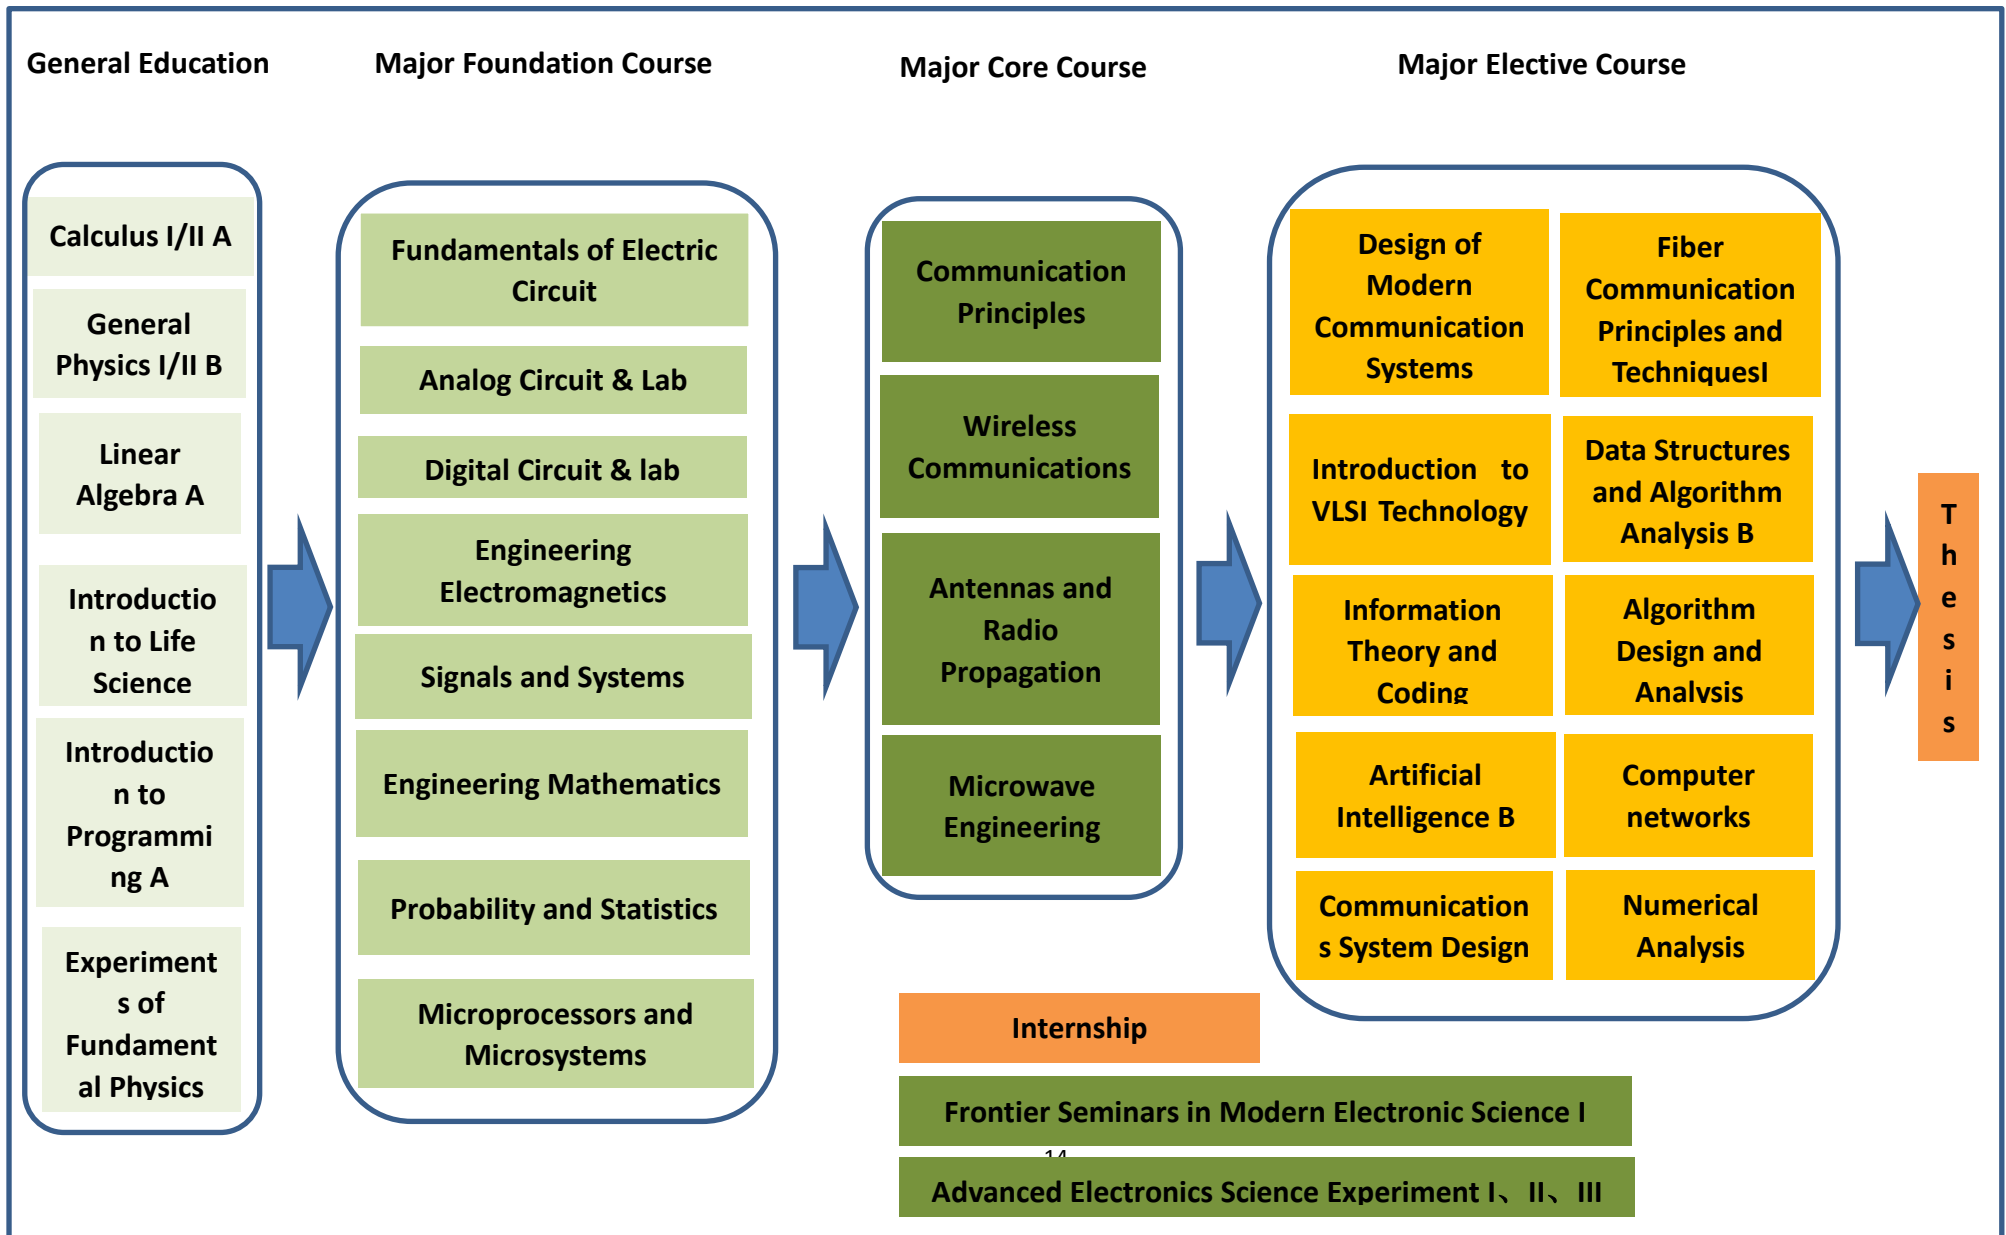 General Education
Major Foundation Course
Major Core Course
Major Elective Course
Calculus I/II A
General
Physics I/II B
Linear
Algebra A
Introductio
n to Life
Science
Introductio
n to
Programmi
ng A
Experiment
s of
Fundament
al Physics
Fundamentals of Electric
Circuit
Analog Circuit & Lab
Digital Circuit & lab
Engineering
Electromagnetics
Signals and Systems
Engineering Mathematics
Probability and Statistics
Microprocessors and
Microsystems
Communication
Principles
Wireless
Communications
Antennas and
Radio
Propagation
Microwave
Engineering
Design of
Modern
Communication
Systems
Fiber
Communication
Principles and
TechniquesI
Introduction to
VLSI Technology
Data Structures
and Algorithm
Analysis B
Information
Theory and
Coding
Algorithm
Design and
Analysis
Artificial
Intelligence B
Computer
networks
Communication
s System Design
Numerical
Analysis
T
h
e
s
i
s
Internship
Frontier Seminars in Modern Electronic Science I
14
Advanced Electronics Science Experiment I、II、III